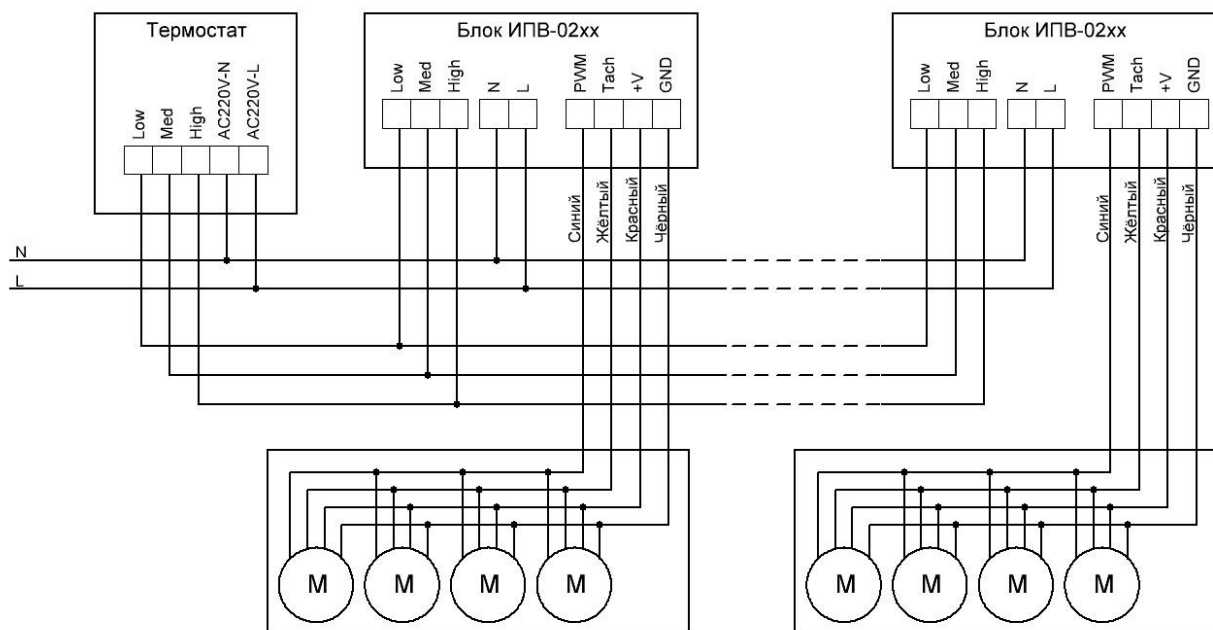 Термостат
Low
Med
High
AC220V-N
AC220V-L
Блок ИПВ-02xx
Low
Med
High
N
L
PWM
Tach
+V
GND
Синий
Жёлтый
Красный
Чёрный
Блок ИПВ-02xx
Low
Med
High
N
L
PWM
Tach
+V
GND
Синий
Жёлтый
Красный
Чёрный
N
L
M M M M
M M M M